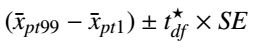 (x̄ₚₜ₉₉ − x̄ₚₜ₁) ± t★df × SE